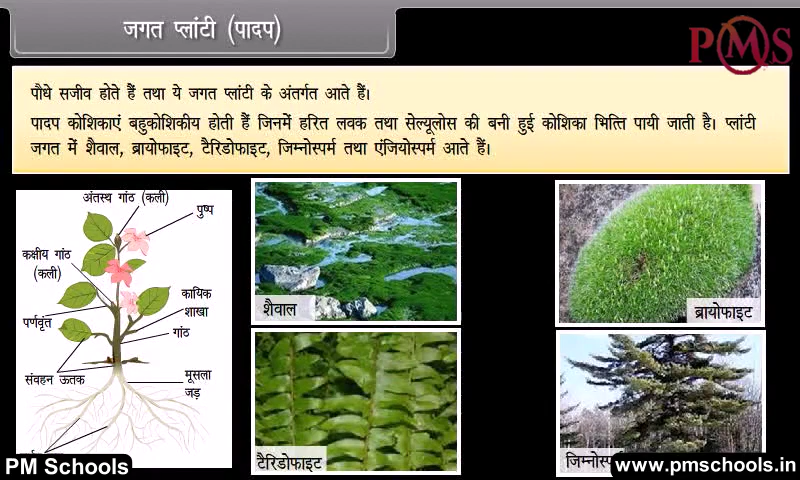 जगत प्लांटी (पादप)
PMS
पौधे सजीव होते हैं तथा ये जगत प्लांटी के अंतर्गत आते हैं।
पादप कोशिकाएं बहुकोशिकीय होती हैं जिनमें हरित लवक तथा सेल्यूलोस की बनी हुई कोशिका भित्ति पायी जाती है। प्लांटी
जगत में शैवाल, ब्रायोफाइट, टैरिडोफाइट, जिम्नोस्पर्म तथा एंजियोस्पर्म आते हैं।
अंतस्थ गांठ (कली)
पुष्प
कक्षीय गांठ
(कली)
कायिक
शाखा
पर्णवृंत
गांठ
संवहन ऊतक
मूसला
जड़
शैवाल
ब्रायोफाइट
टैरिडोफाइट
PM Schools
www.pmschools.in